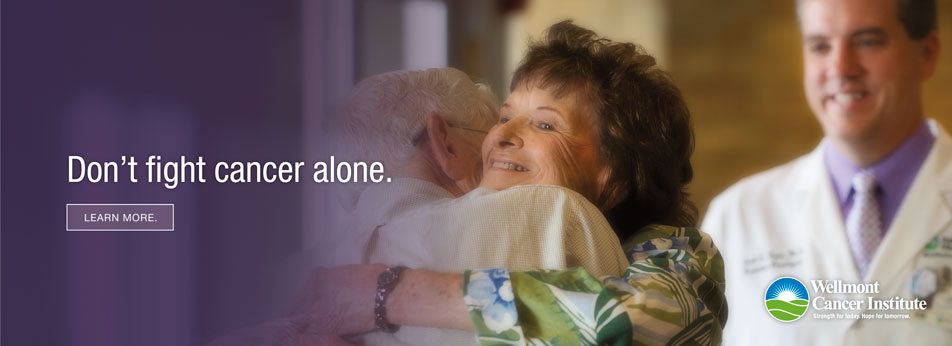 Don't fight cancer alone.
LEARN MORE.
Wellmont
Cancer Institute
Strength for today. Hope for tomorrow.